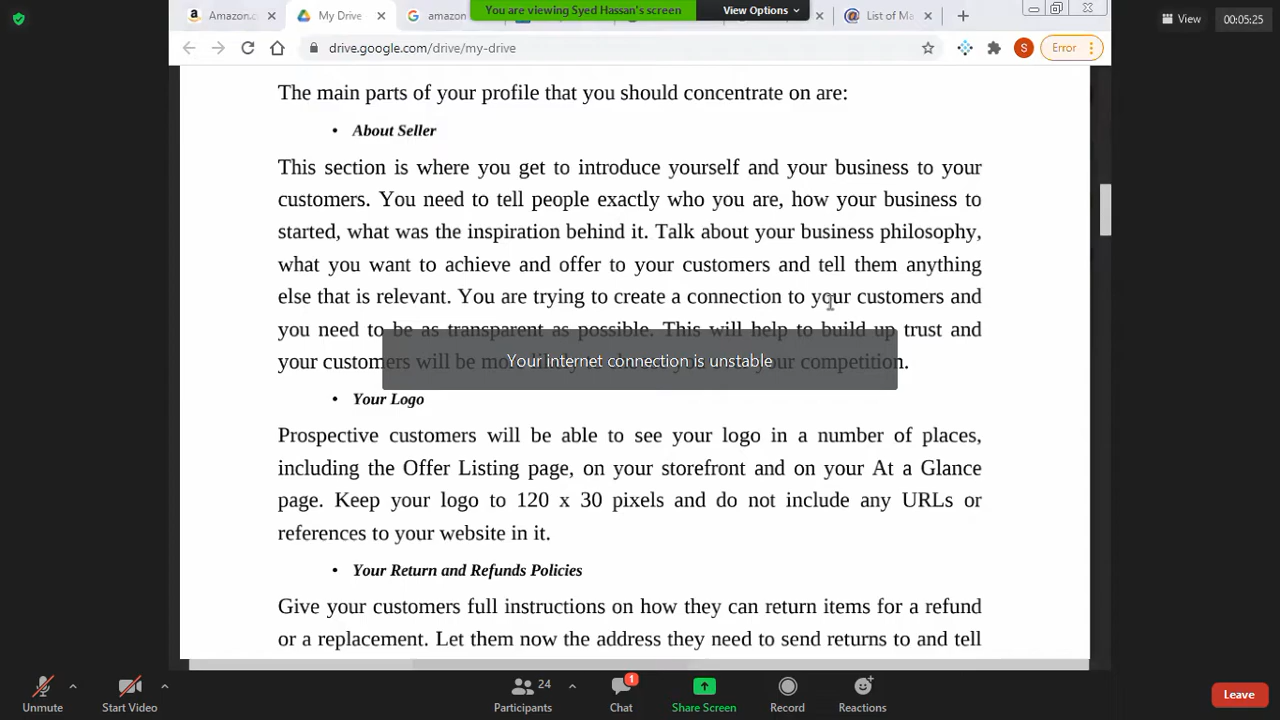 Amazon.c
My Drive
amazon
You are viewing Syed Hassan's screen
View Options
List of Ma
View
00:05:25
drive.google.com/drive/my-drive
S
Error
The main parts of your profile that you should concentrate on are:
• About Seller
This section is where you get to introduce yourself and your business to your
customers. You need to tell people exactly who you are, how your business to
started, what was the inspiration behind it. Talk about your business philosophy,
what you want to achieve and offer to your customers and tell them anything
else that is relevant. You are trying to create a connection to your customers and
you need to be as transparent as possible. This will help to build up trust and
your customers will be more your competition.
Your internet connection is unstable
• Your Logo
Prospective customers will be able to see your logo in a number of places,
including the Offer Listing page, on your storefront and on your At a Glance
page. Keep your logo to 120 x 30 pixels and do not include any URLs or
references to your website in it.
• Your Return and Refunds Policies
Give your customers full instructions on how they can return items for a refund
or a replacement. Let them now the address they need to send returns to and tell
Unmute
Start Video
24
Participants
1
Chat
Share Screen
Record
Reactions
Leave